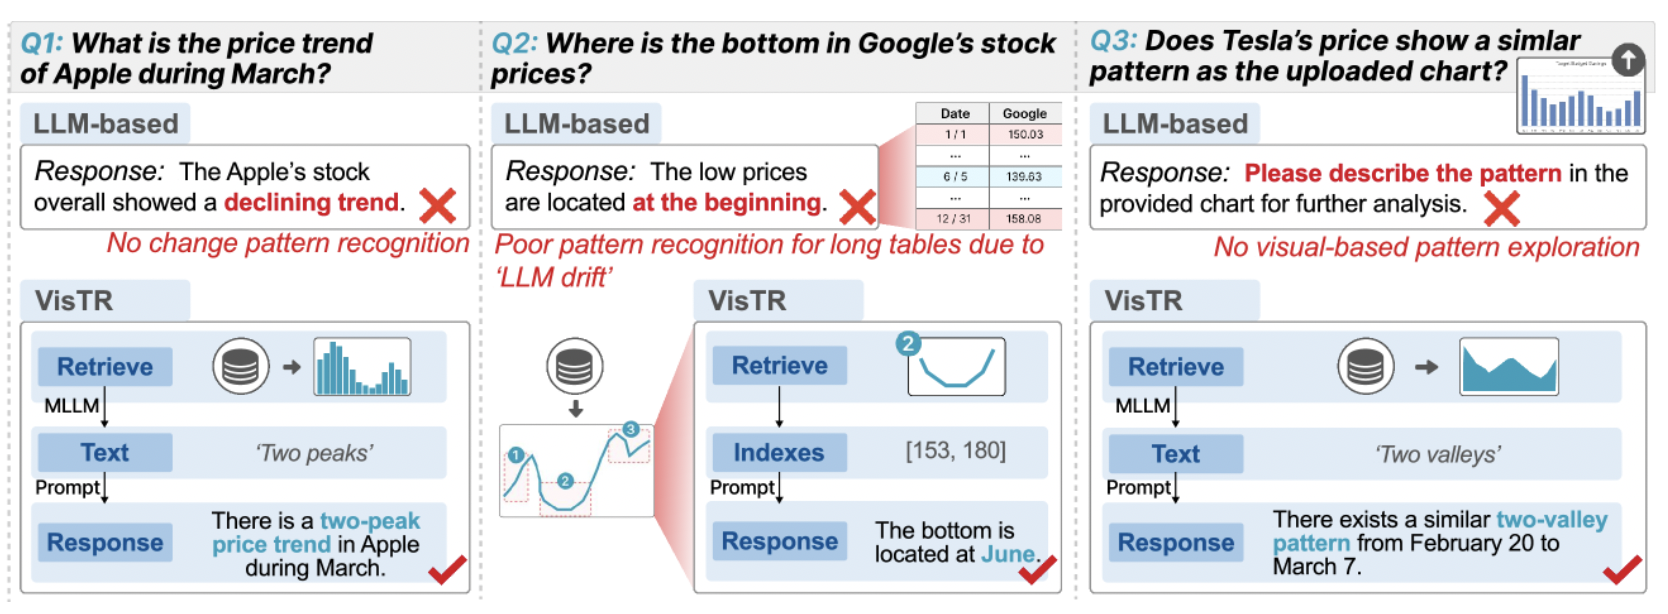 Q1: What is the price trend
of Apple during March?
LLM-based
Response: The Apple's stock
overall showed a declining trend.
No change pattern recognition
VisTR
Retrieve
MLLM
Text
'Two peaks'
Prompt
Response
There is a two-peak
price trend in Apple
during March.
Q2: Where is the bottom in Google's stock
prices?
LLM-based
Response: The low prices
are located at the beginning.
Date Google
1 / 1 150.03
... ...
6 / 5 139.63
... ...
12 / 31 158.08
Poor pattern recognition for long tables due to
'LLM drift'
1
2
3
VisTR
Retrieve
2
Indexes
[153, 180]
Prompt
Response
The bottom is
located at June.
Q3: Does Tesla's price show a simlar
pattern as the uploaded chart?
LLM-based
Response: Please describe the pattern in the
provided chart for further analysis.
No visual-based pattern exploration
VisTR
Retrieve
MLLM
Text
'Two valleys'
Prompt
Response
There exists a similar two-valley
pattern from February 20 to
March 7.